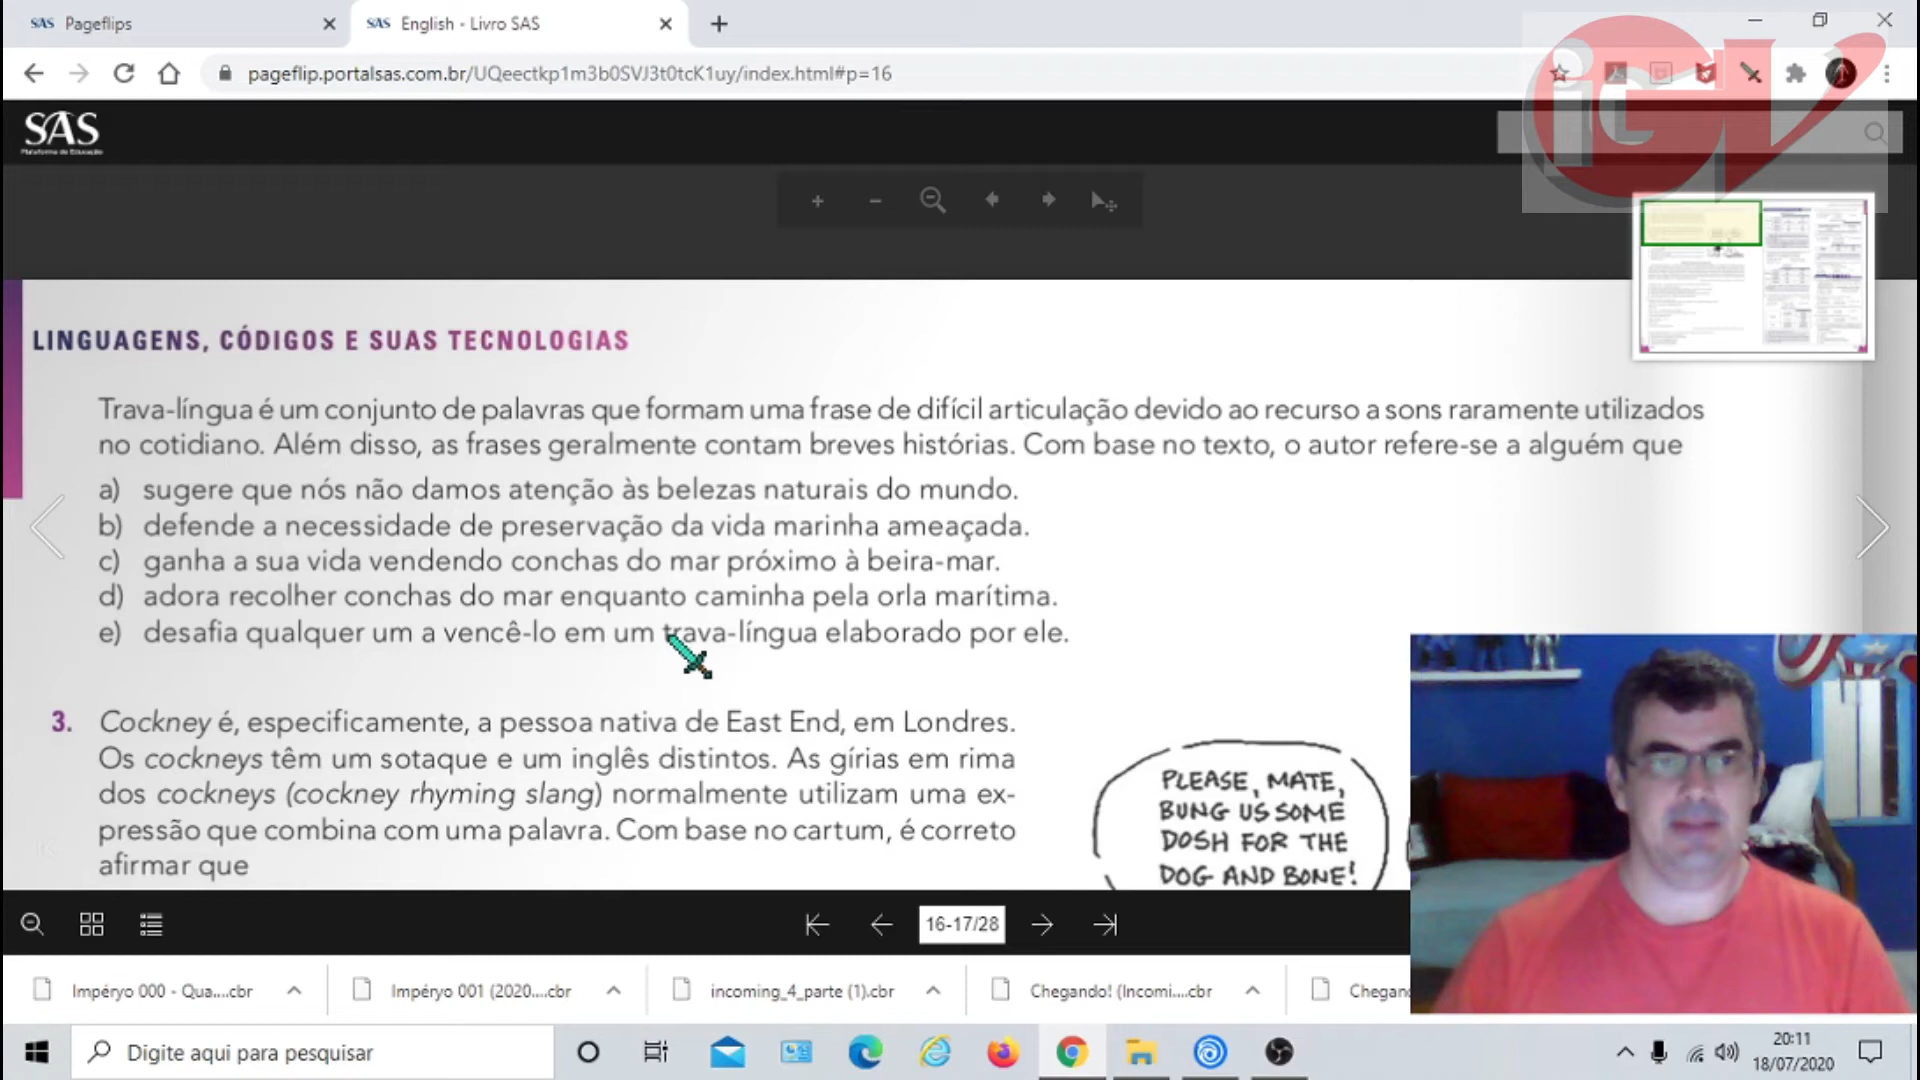 SAS Pageflips
SAS English - Livro SAS
pageflip.portalsas.com.br/UQeectkp1m3b0SVJ3t0tcK1uy/index.html#p=16
iGV
SAS
Plataforma de Educação
LINGUAGENS, CÓDIGOS E SUAS TECNOLOGIAS
Trava-língua é um conjunto de palavras que formam uma frase de difícil articulação devido ao recurso a sons raramente utilizados
no cotidiano. Além disso, as frases geralmente contam breves histórias. Com base no texto, o autor refere-se a alguém que
a) sugere que nós não damos atenção às belezas naturais do mundo.
b) defende a necessidade de preservação da vida marinha ameaçada.
c) ganha a sua vida vendendo conchas do mar próximo à beira-mar.
d) adora recolher conchas do mar enquanto caminha pela orla marítima.
e) desafia qualquer um a vencê-lo em um trava-língua elaborado por ele.
3. Cockney é, especificamente, a pessoa nativa de East End, em Londres.
Os cockneys têm um sotaque e um inglês distintos. As gírias em rima
dos cockneys (cockney rhyming slang) normalmente utilizam uma ex-
pressão que combina com uma palavra. Com base no cartum, é correto
afirmar que
PLEASE, MATE,
BUNG US SOME
DOSH FOR THE
DOG AND BONE!
16-17/28
Impéryo 000 - Qua....cbr
Impéryo 001 (2020....cbr
incoming_4_parte (1).cbr
Chegando! (Incomi....cbr
Chegan
Digite aqui para pesquisar
20:11
18/07/2020